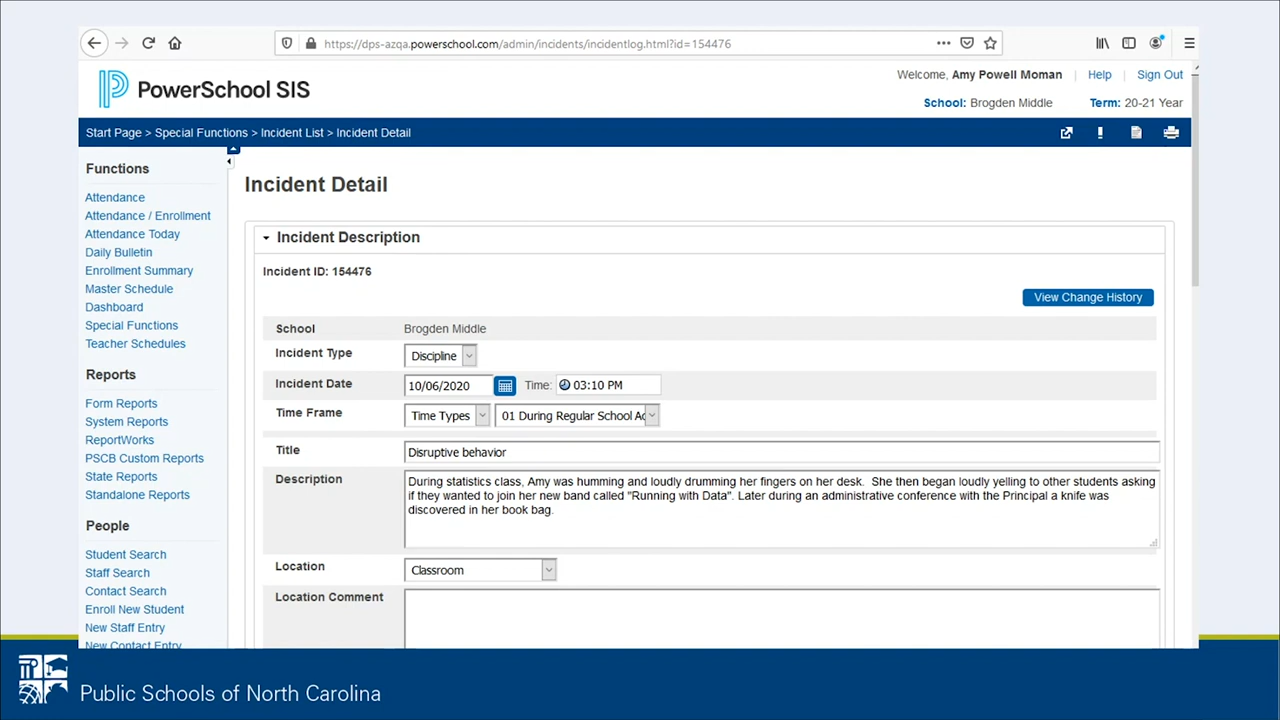 https://dps-azqa.powerschool.com/admin/incidents/incidentlog.html?id=154476
PowerSchool SIS
Welcome, Amy Powell Moman
Help
Sign Out
School: Brogden Middle
Term: 20-21 Year
Start Page > Special Functions > Incident List > Incident Detail
Functions
Attendance
Attendance / Enrollment
Attendance Today
Daily Bulletin
Enrollment Summary
Master Schedule
Dashboard
Special Functions
Teacher Schedules
Reports
Form Reports
System Reports
ReportWorks
PSCB Custom Reports
State Reports
Standalone Reports
People
Student Search
Staff Search
Contact Search
Enroll New Student
New Staff Entry
New Contact Entry
Incident Detail
Incident Description
Incident ID: 154476
View Change History
School Brogden Middle
Incident Type Discipline
Incident Date 10/06/2020 Time: 03:10 PM
Time Frame Time Types 01 During Regular School Ac
Title Disruptive behavior
Description
During statistics class, Amy was humming and loudly drumming her fingers on her desk.  She then began loudly yelling to other students asking
if they wanted to join her new band called "Running with Data". Later during an administrative conference with the Principal a knife was
discovered in her book bag.
Location Classroom
Location Comment
Public Schools of North Carolina